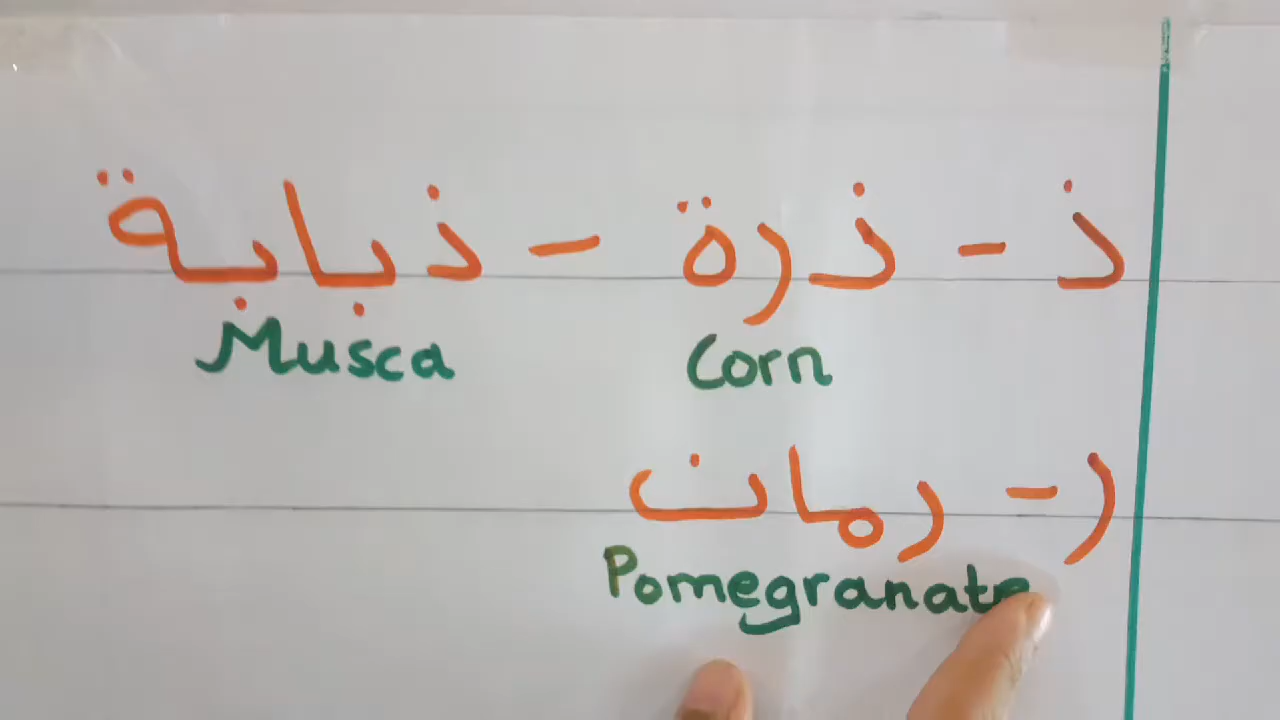 ذ - ذرة - ذبابة
Musca Corn
ر - رمان
Pomegranate